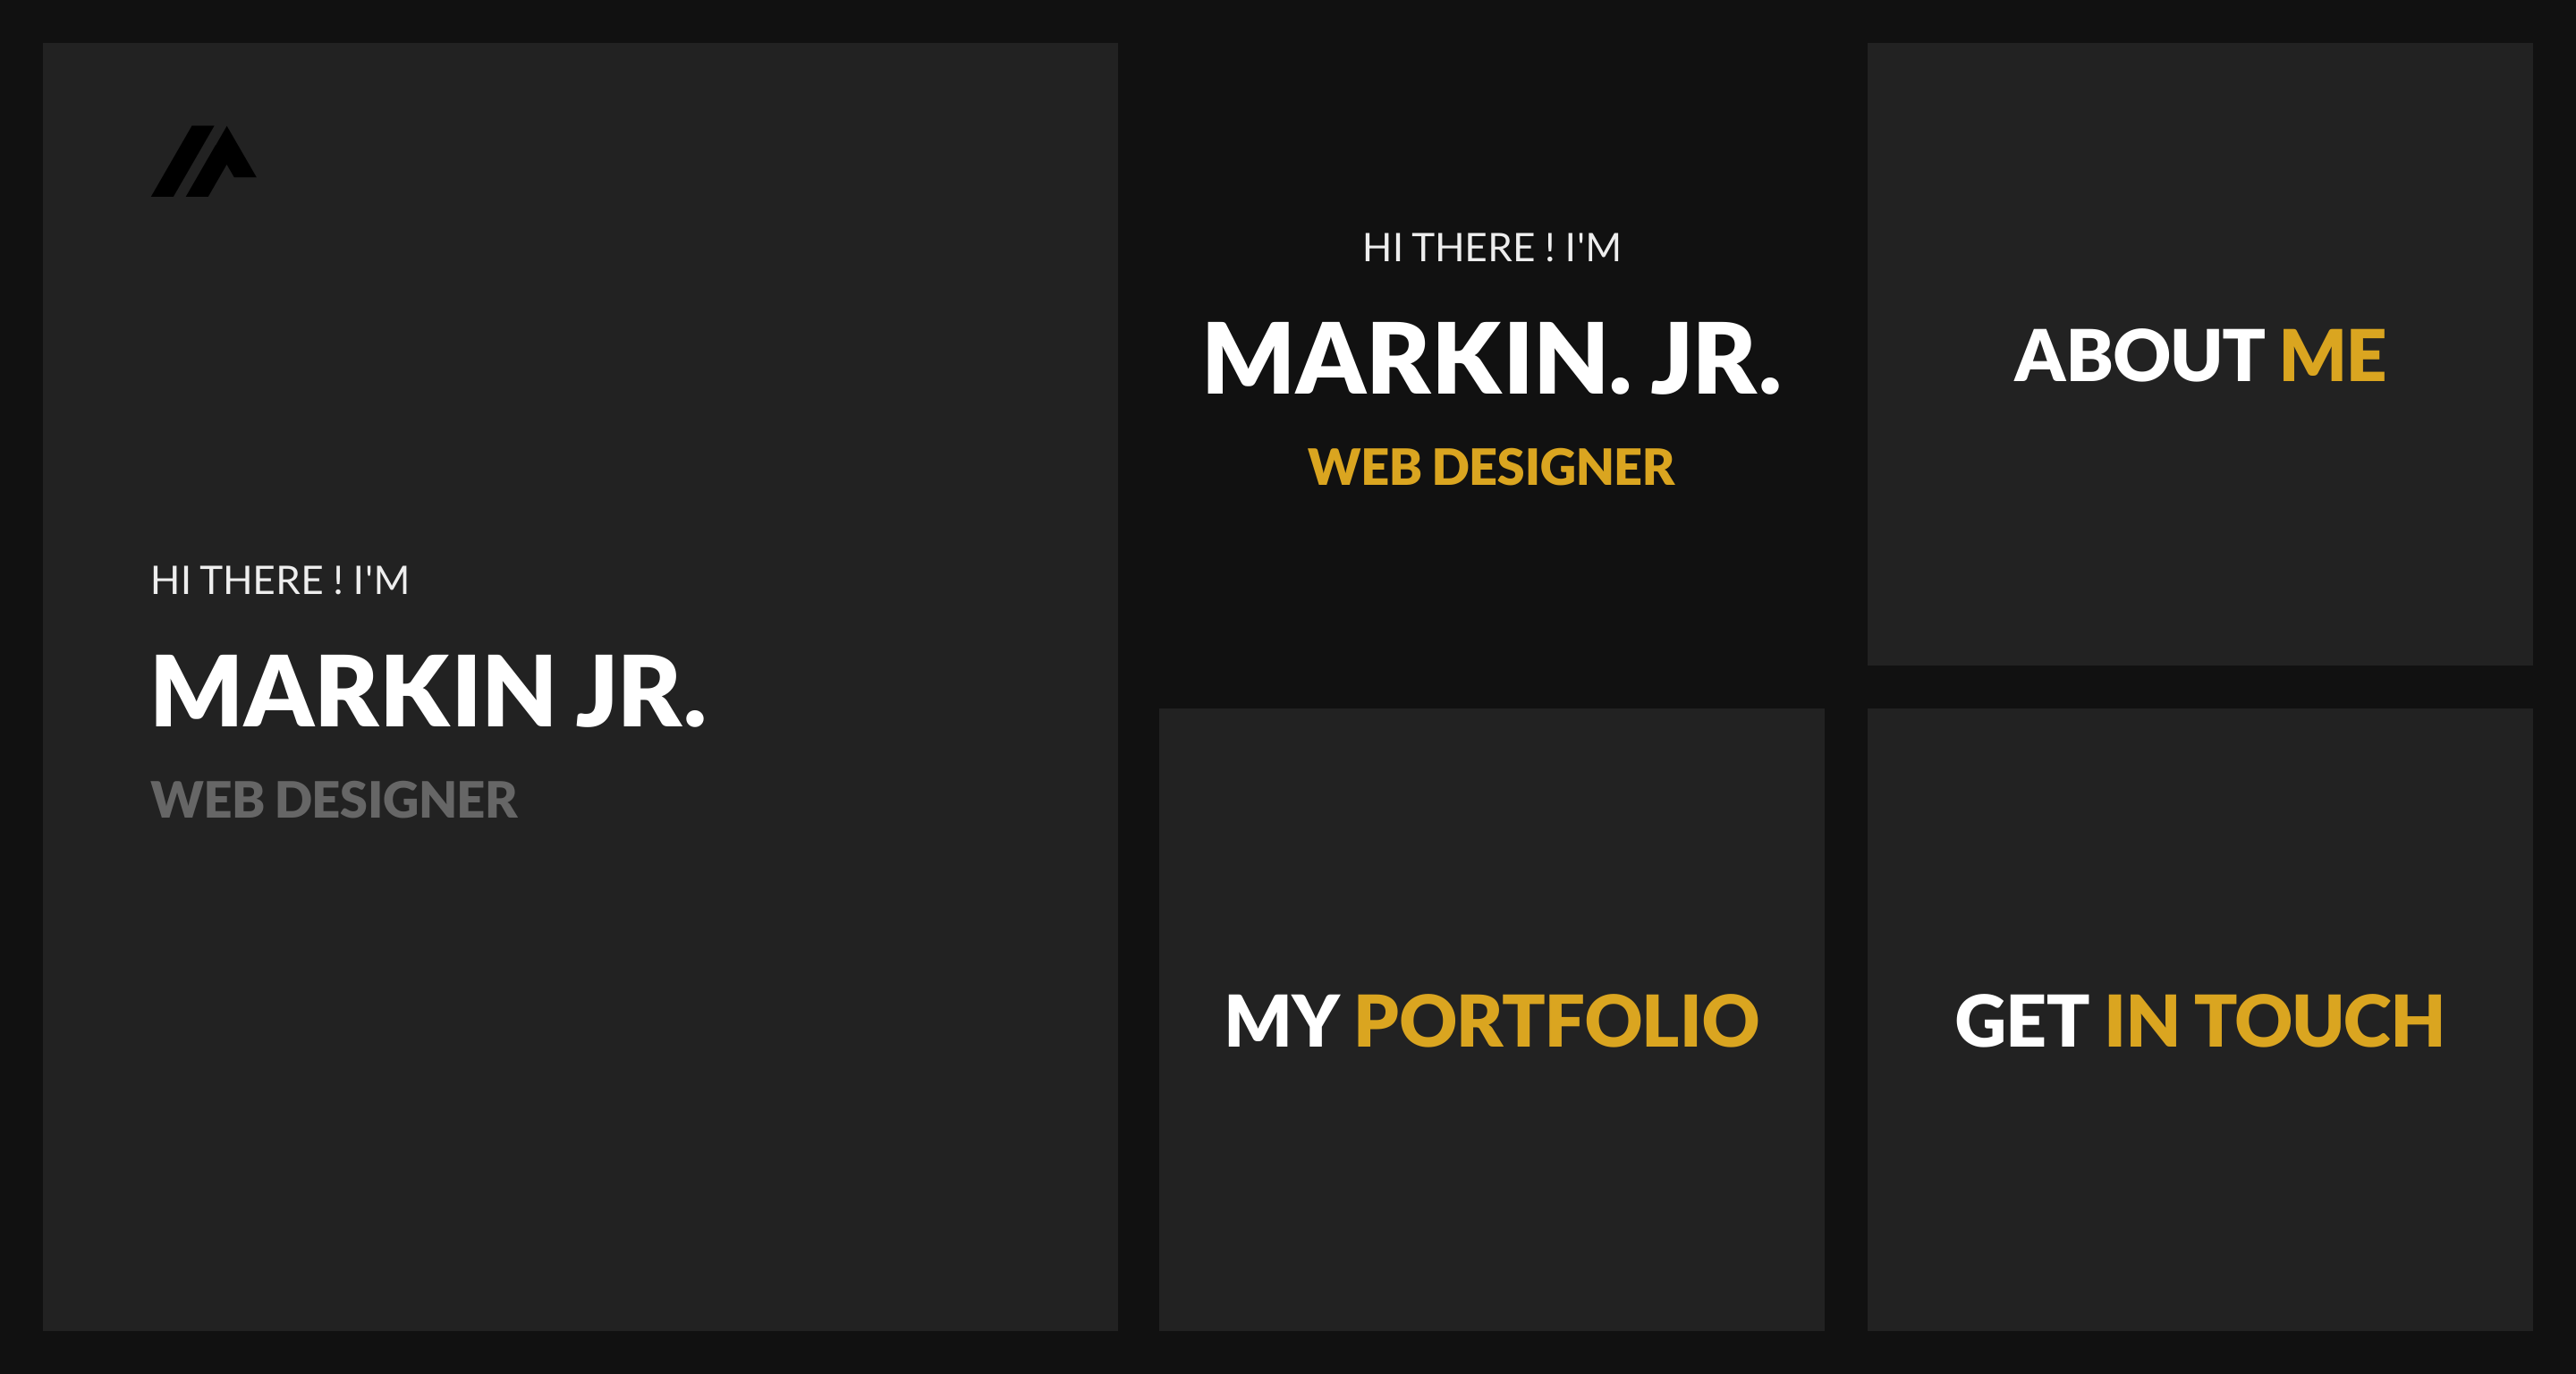 HI THERE ! I'M
MARKIN JR.
WEB DESIGNER
HI THERE ! I'M
MARKIN. JR.
WEB DESIGNER
ABOUT ME
MY PORTFOLIO
GET IN TOUCH